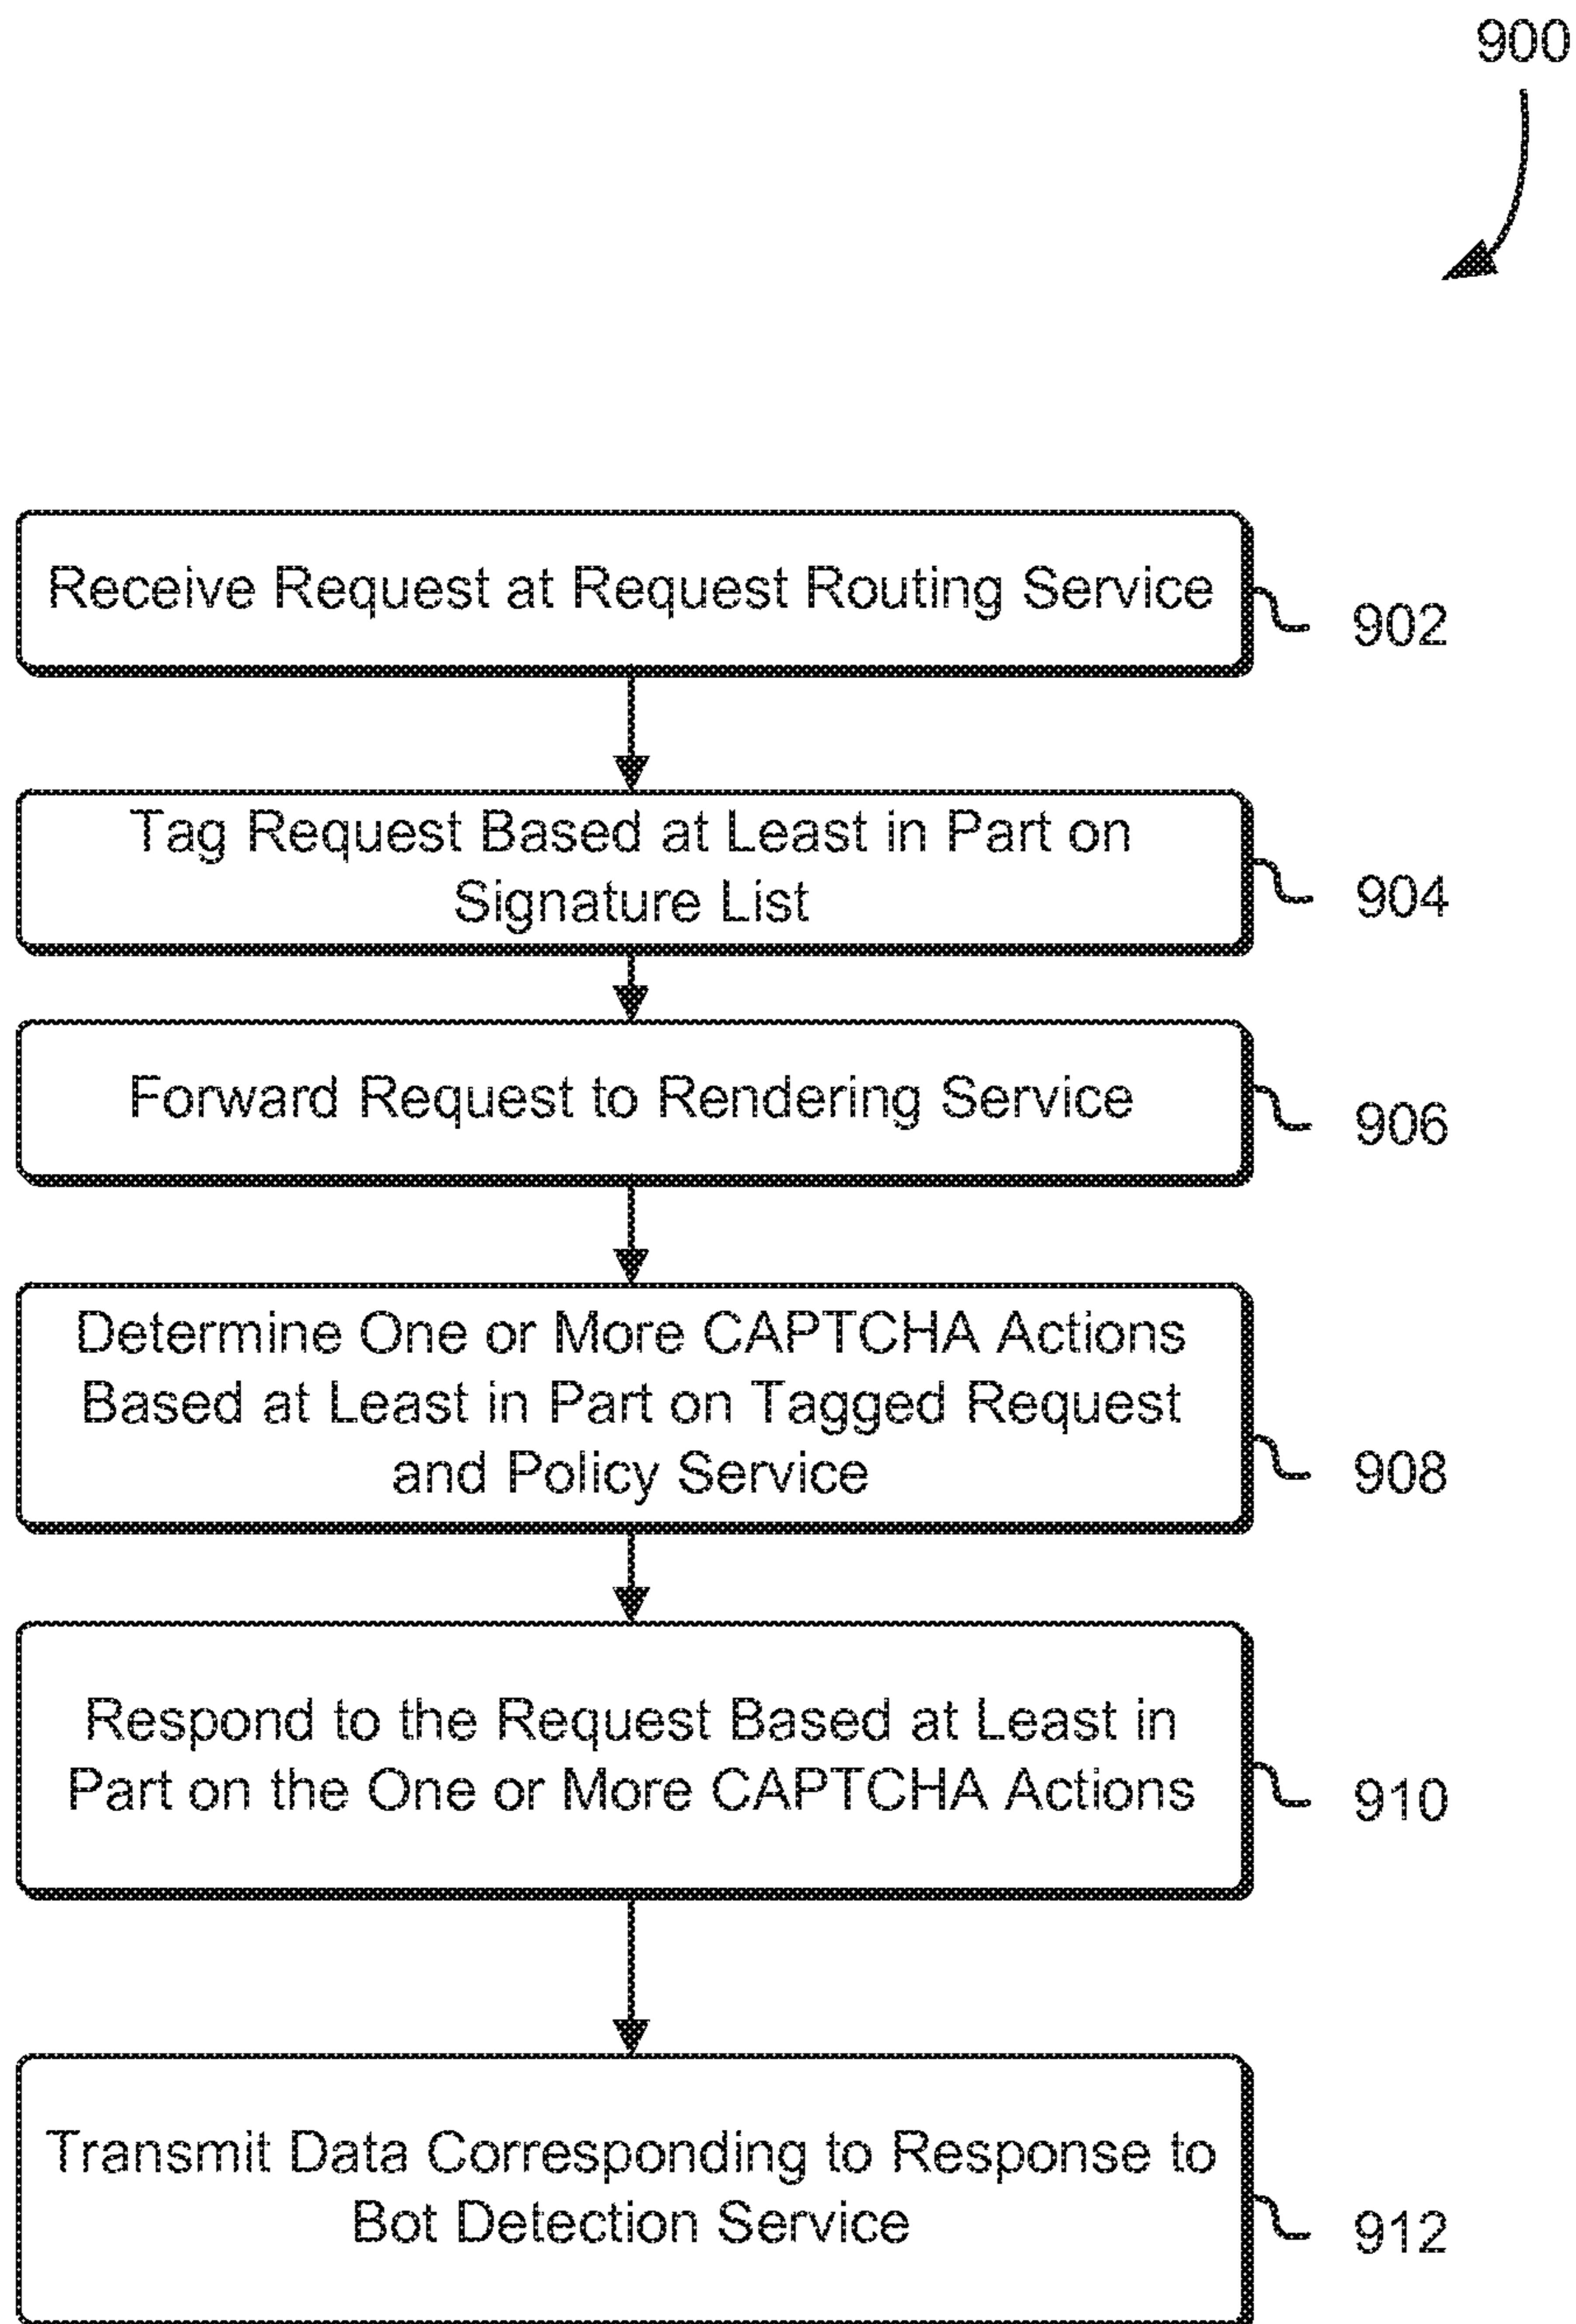 900
Receive Request at Request Routing Service
902
Tag Request Based at Least in Part on
Signature List
904
Forward Request to Rendering Service
906
Determine One or More CAPTCHA Actions
Based at Least in Part on Tagged Request
and Policy Service
908
Respond to the Request Based at Least in
Part on the One or More CAPTCHA Actions
910
Transmit Data Corresponding to Response to
Bot Detection Service
912